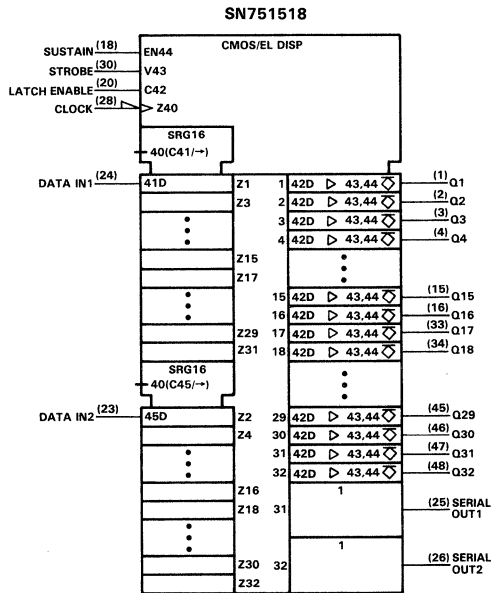 SN751518
CMOS/EL DISP
SUSTAIN (18) EN44
STROBE (30) V43
LATCH ENABLE (20) C42
CLOCK (28) Z40
SRG16
40(C41/→)
DATA IN1 (24) 41D Z1 1 42D ▷ 43,44 (1) Q1
Z3 2 42D ▷ 43,44 (2) Q2
3 42D ▷ 43,44 (3) Q3
4 42D ▷ 43,44 (4) Q4
Z15
Z17
15 42D ▷ 43,44 (15) Q15
16 42D ▷ 43,44 (16) Q16
Z29 17 42D ▷ 43,44 (33) Q17
Z31 18 42D ▷ 43,44 (34) Q18
SRG16
40(C45/→)
DATA IN2 (23) 45D Z2 29 42D ▷ 43,44 (45) Q29
Z4 30 42D ▷ 43,44 (46) Q30
31 42D ▷ 43,44 (47) Q31
32 42D ▷ 43,44 (48) Q32
Z16 1
Z18 31 (25) SERIAL
OUT1
1
Z30 32 (26) SERIAL
OUT2
Z32